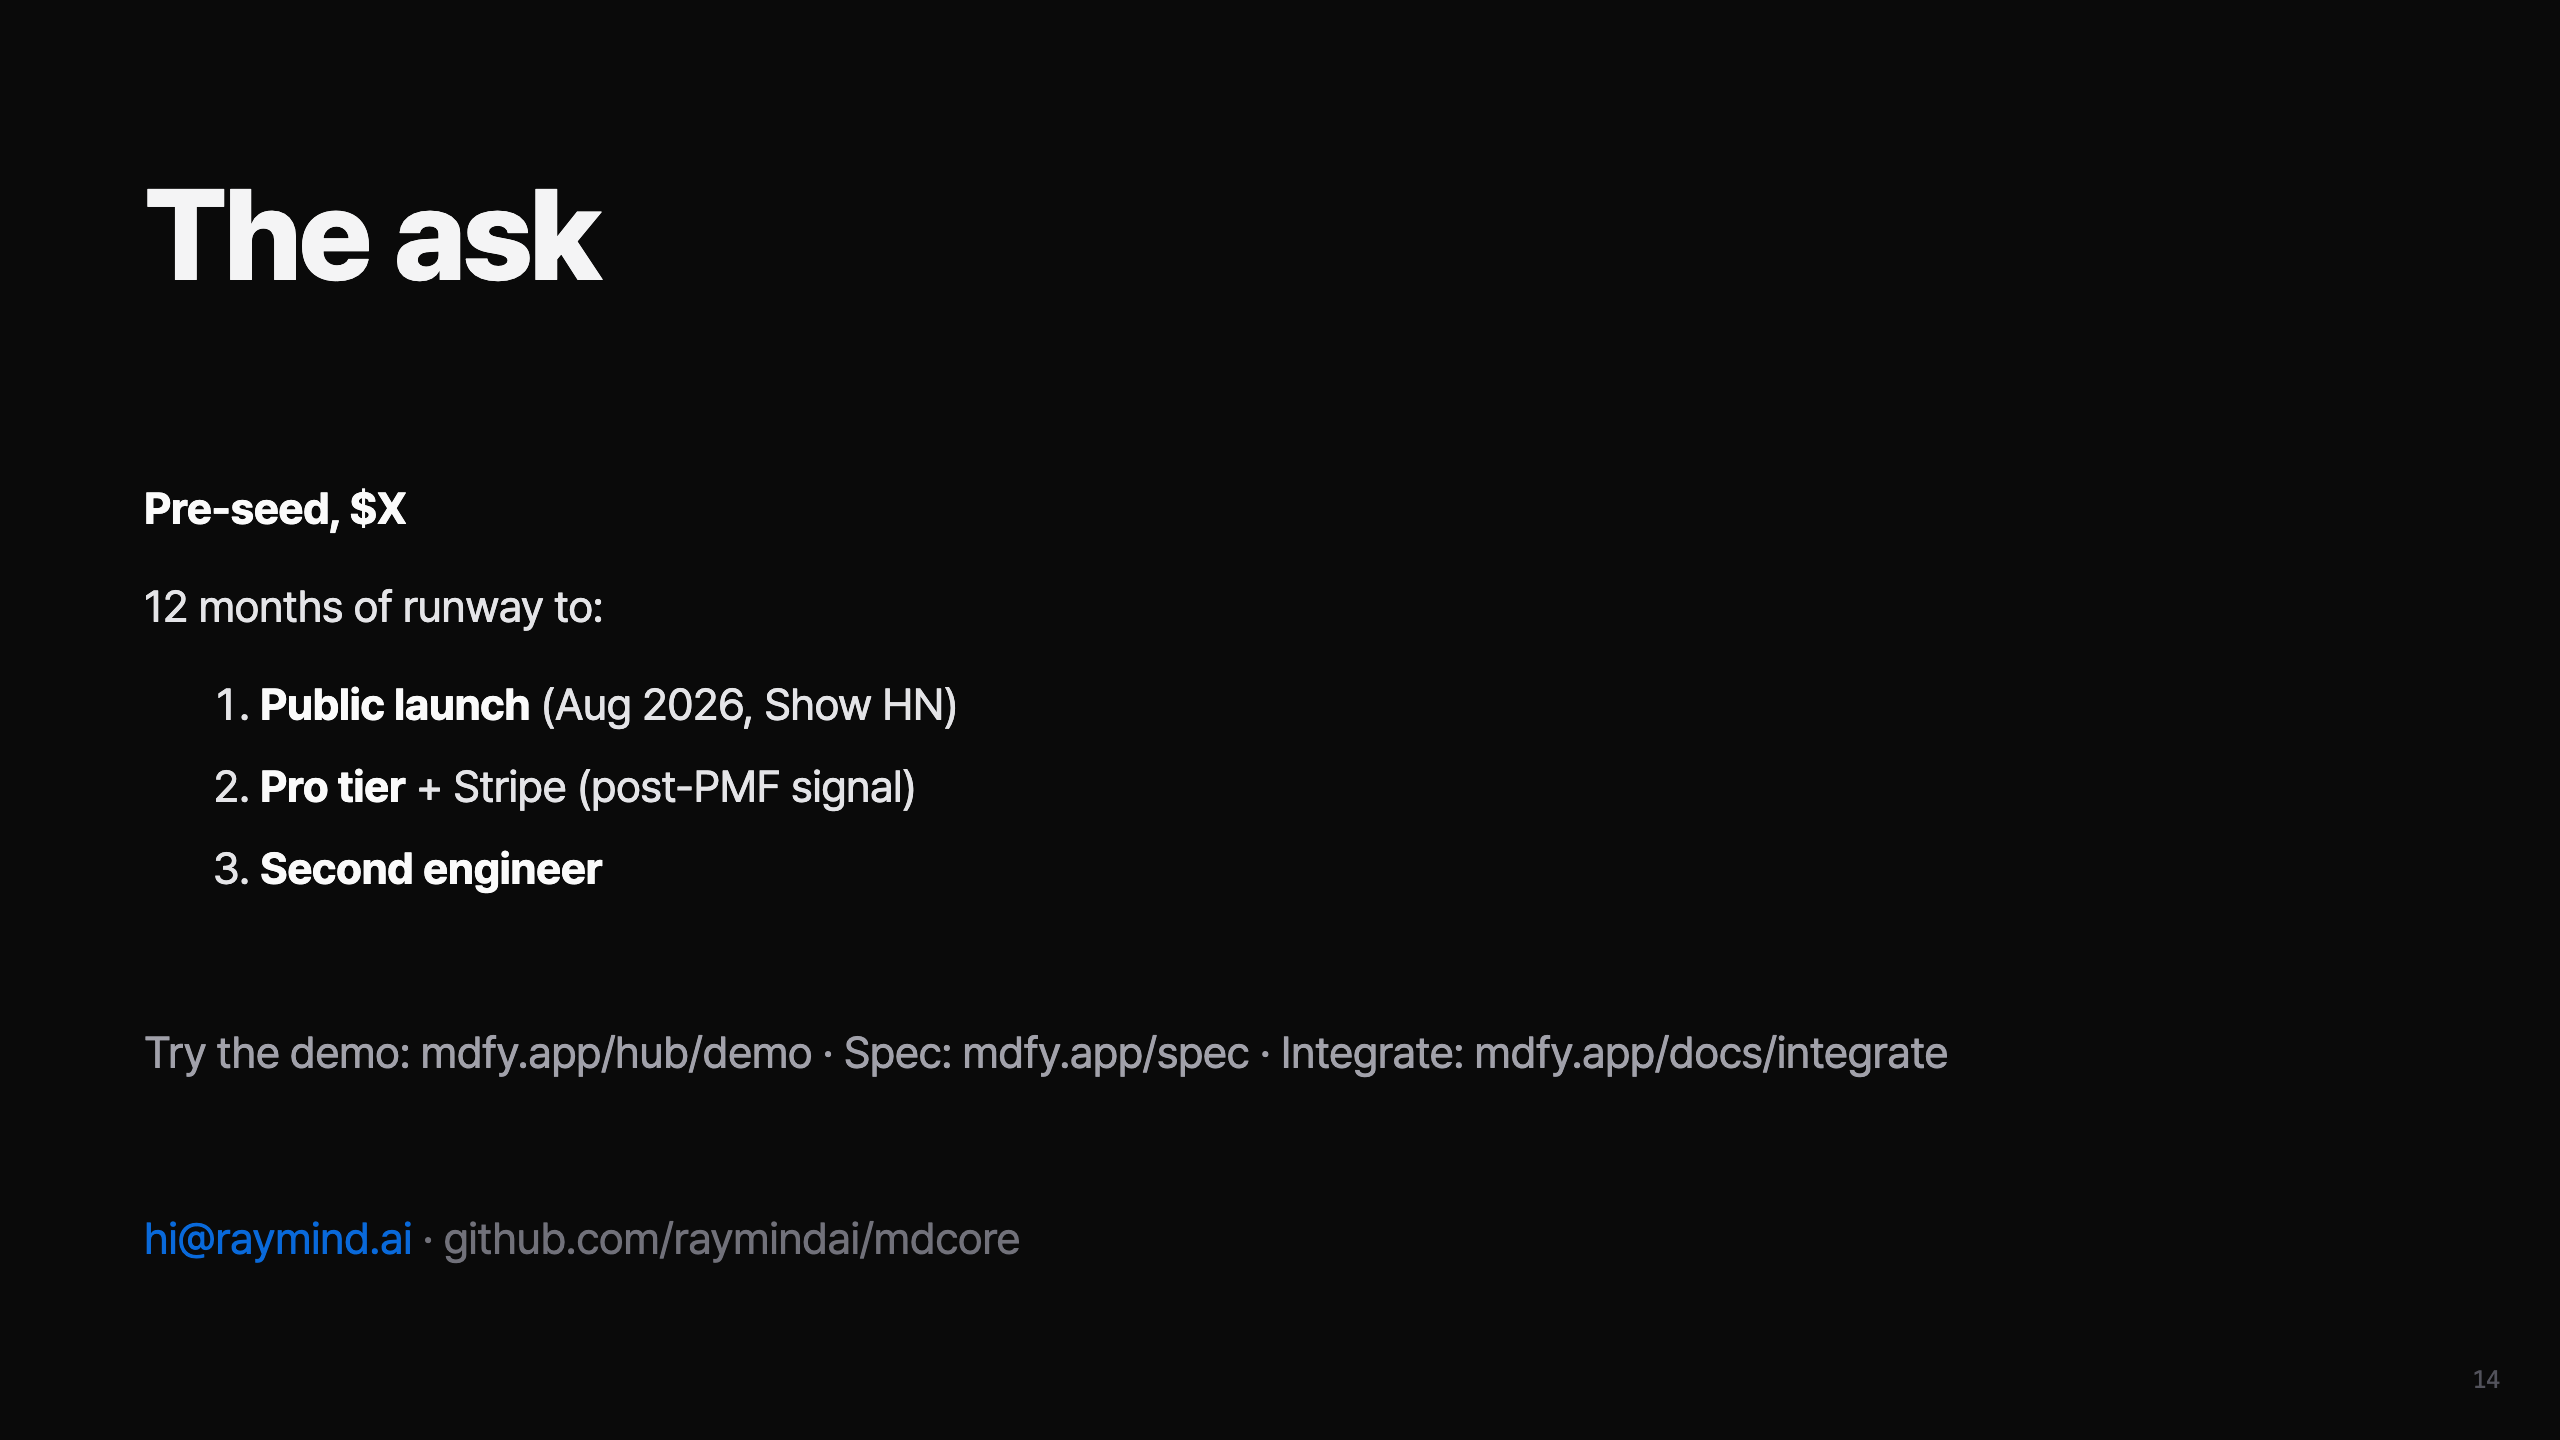 The ask
Pre-seed, $X
12 months of runway to:
1. Public launch (Aug 2026, Show HN)
2. Pro tier + Stripe (post-PMF signal)
3. Second engineer
Try the demo: mdfy.app/hub/demo · Spec: mdfy.app/spec · Integrate: mdfy.app/docs/integrate
hi@raymind.ai · github.com/raymindai/mdcore
14